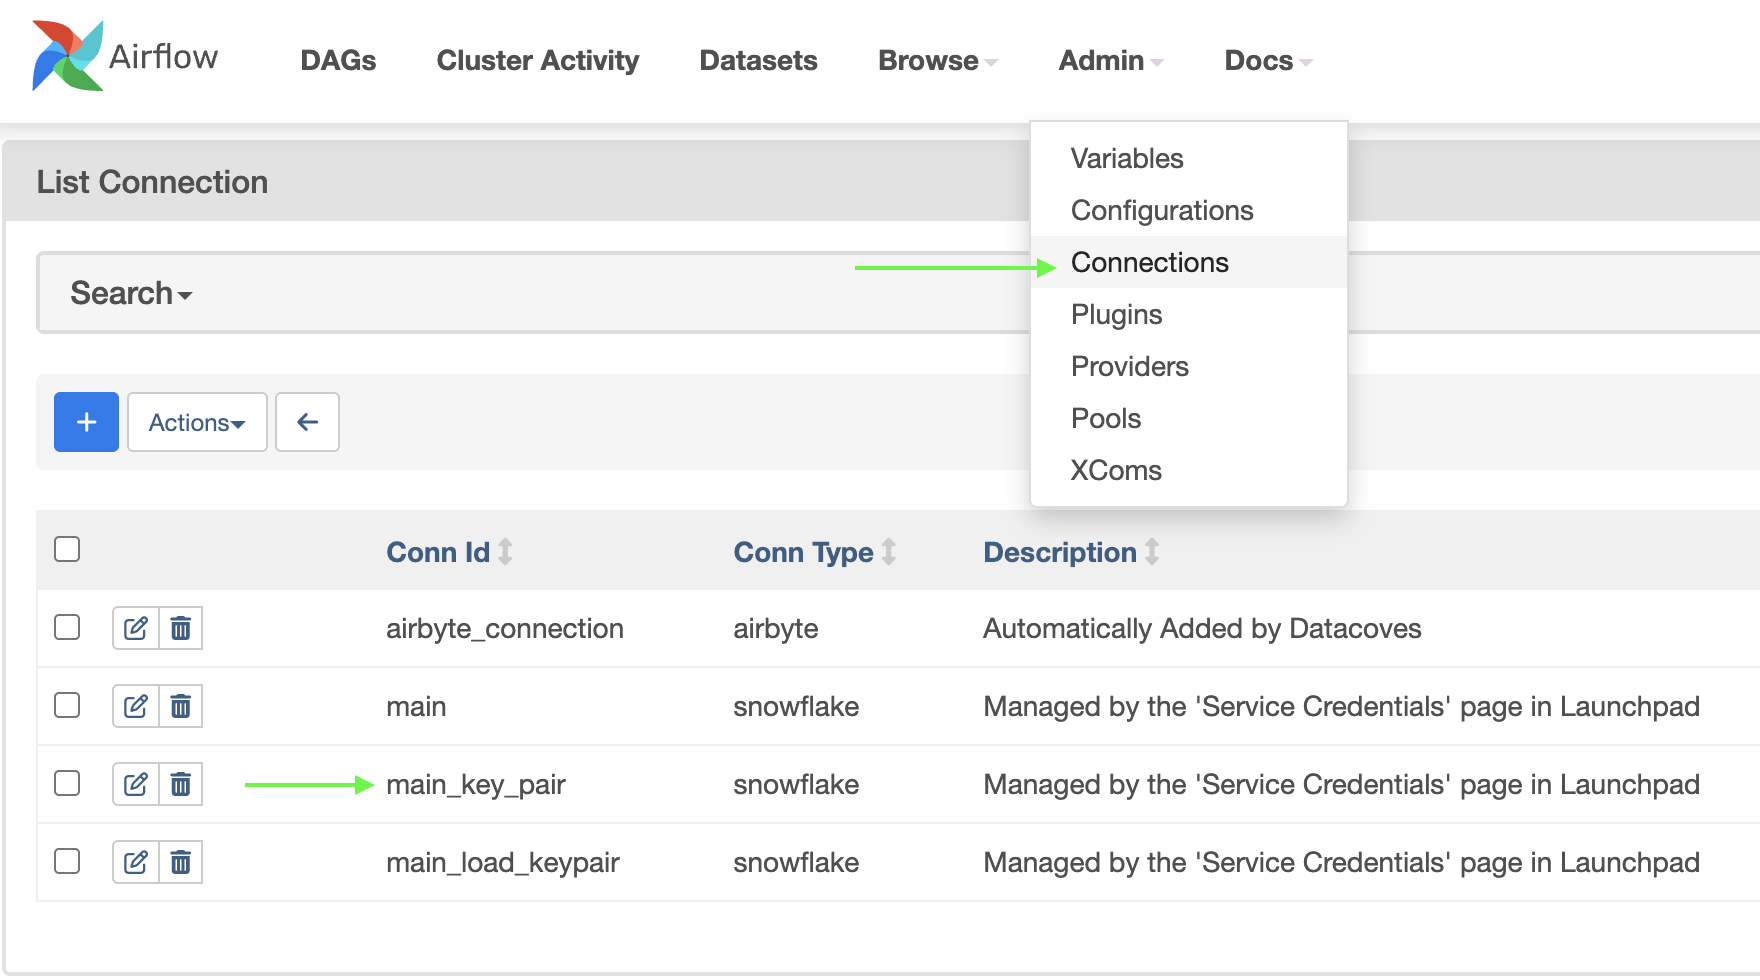 Airflow DAGs Cluster Activity Datasets Browse Admin Docs
List Connection
Search
Actions
Variables
Configurations
Connections
Plugins
Providers
Pools
XComs
Conn Id Conn Type Description
airbyte_connection airbyte Automatically Added by Datacoves
main snowflake Managed by the 'Service Credentials' page in Launchpad
main_key_pair snowflake Managed by the 'Service Credentials' page in Launchpad
main_load_keypair snowflake Managed by the 'Service Credentials' page in Launchpad